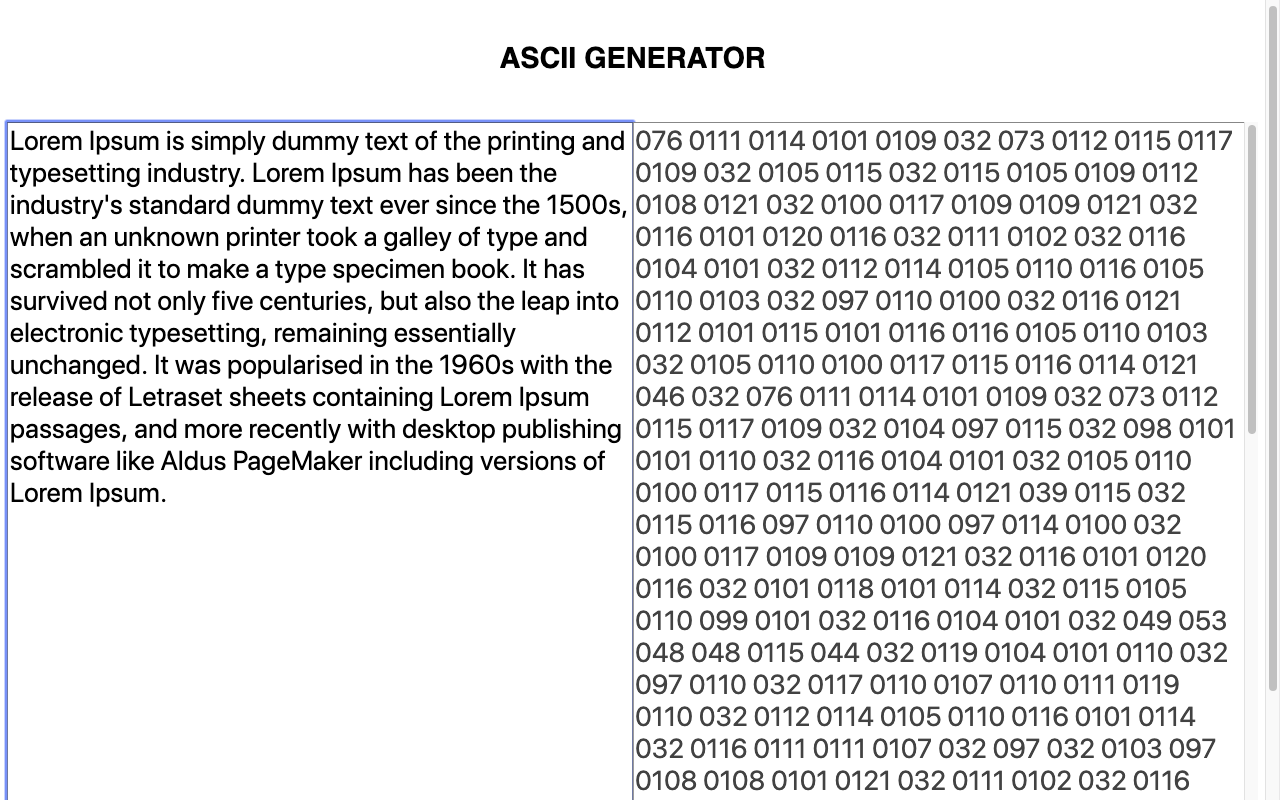 ASCII GENERATOR
Lorem Ipsum is simply dummy text of the printing and
typesetting industry. Lorem Ipsum has been the
industry's standard dummy text ever since the 1500s,
when an unknown printer took a galley of type and
scrambled it to make a type specimen book. It has
survived not only five centuries, but also the leap into
electronic typesetting, remaining essentially
unchanged. It was popularised in the 1960s with the
release of Letraset sheets containing Lorem Ipsum
passages, and more recently with desktop publishing
software like Aldus PageMaker including versions of
Lorem Ipsum.
076 0111 0114 0101 0109 032 073 0112 0115 0117
0109 032 0105 0115 032 0115 0105 0109 0112
0108 0121 032 0100 0117 0109 0109 0121 032
0116 0101 0120 0116 032 0111 0102 032 0116
0104 0101 032 0112 0114 0105 0110 0116 0105
0110 0103 032 097 0110 0100 032 0116 0121
0112 0101 0115 0101 0116 0116 0105 0110 0103
032 0105 0110 0100 0117 0115 0116 0114 0121
046 032 076 0111 0114 0101 0109 032 073 0112
0115 0117 0109 032 0104 097 0115 032 098 0101
0101 0110 032 0116 0104 0101 032 0105 0110
0100 0117 0115 0116 0114 0121 039 0115 032
0115 0116 097 0110 0100 097 0114 0100 032
0100 0117 0109 0109 0121 032 0116 0101 0120
0116 032 0101 0118 0101 0114 032 0115 0105
0110 099 0101 032 0116 0104 0101 032 049 053
048 048 0115 044 032 0119 0104 0101 0110 032
097 0110 032 0117 0110 0107 0110 0111 0119
0110 032 0112 0114 0105 0110 0116 0101 0114
032 0116 0111 0111 0107 032 097 032 0103 097
0108 0108 0101 0121 032 0111 0102 032 0116